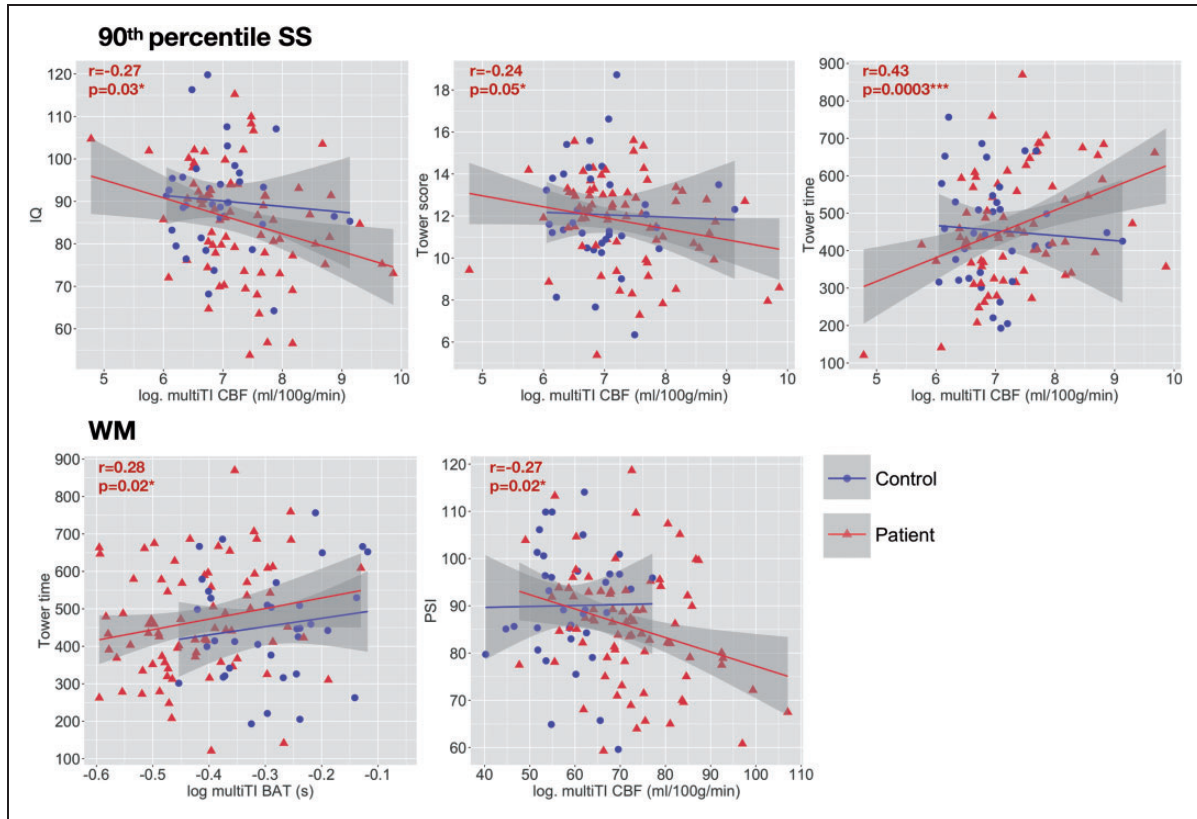 90th percentile SS
r=-0.27
p=0.03*
120
110
100
90
80
70
60
IQ
5
6
7
8
9
10
log. multiTI CBF (ml/100g/min)
r=-0.24
p=0.05*
18
16
14
12
10
8
6
Tower score
5
6
7
8
9
10
log. multiTI CBF (ml/100g/min)
r=0.43
p=0.0003***
900
800
700
600
500
400
300
200
100
Tower time
5
6
7
8
9
10
log. multiTI CBF (ml/100g/min)
WM
r=0.28
p=0.02*
900
800
700
600
500
400
300
200
100
Tower time
-0.6
-0.5
-0.4
-0.3
-0.2
-0.1
log multiTI BAT (s)
r=-0.27
p=0.02*
120
110
100
90
80
70
60
PSI
40
50
60
70
80
90
100
110
log. multiTI CBF (ml/100g/min)
Control
Patient